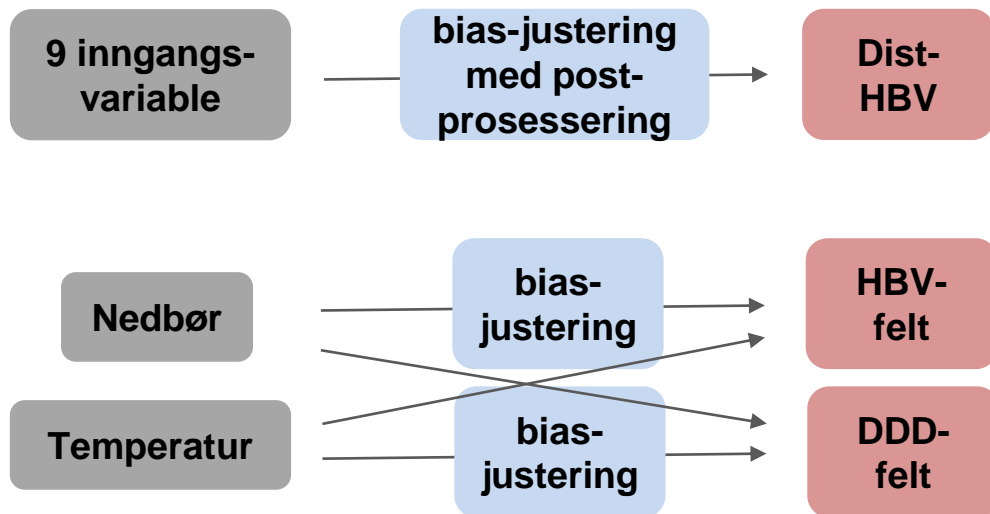 9 inngangs-
variable
bias-justering
med post-
prosessering
Dist-
HBV
Nedbør
bias-
justering
HBV-
felt
Temperatur
bias-
justering
DDD-
felt